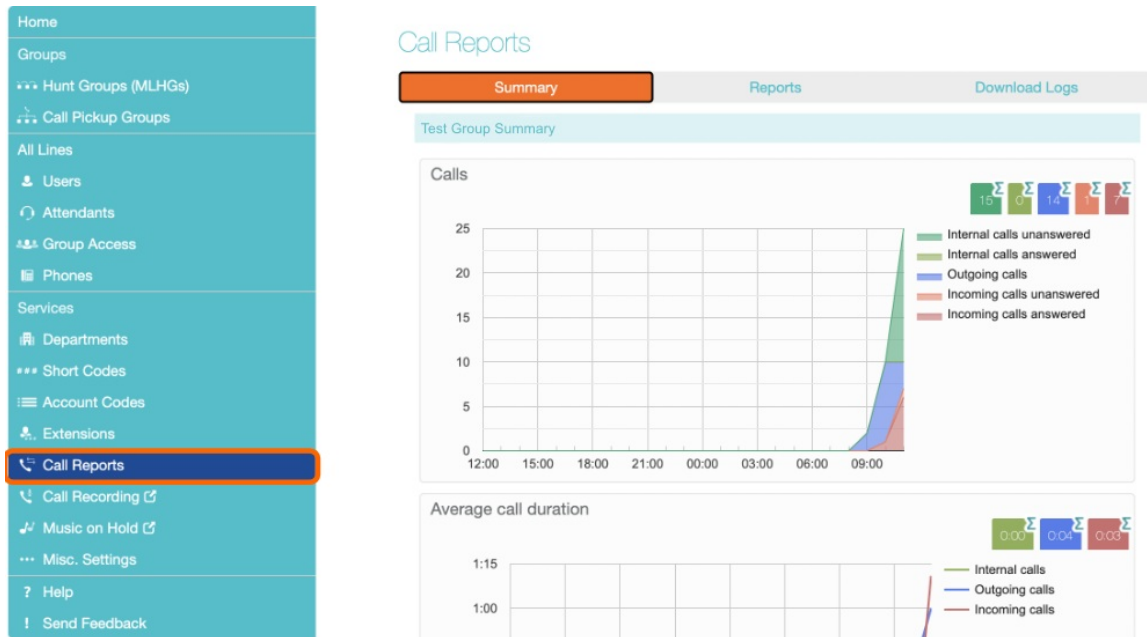 Home
Groups
Hunt Groups (MLHGs)
Call Pickup Groups
All Lines
Users
Attendants
Group Access
Phones
Services
Departments
### Short Codes
Account Codes
Extensions
Call Reports
Call Recording
Music on Hold
Misc. Settings
? Help
! Send Feedback
Call Reports
Summary Reports Download Logs
Test Group Summary
Calls
15 Σ 0 Σ 14 Σ 1 Σ 7 Σ
25
20
15
10
5
0
12:00 15:00 18:00 21:00 00:00 03:00 06:00 09:00
Internal calls unanswered
Internal calls answered
Outgoing calls
Incoming calls unanswered
Incoming calls answered
Average call duration
0:00 Σ 0:04 Σ 0:03 Σ
1:15
1:00
Internal calls
Outgoing calls
Incoming calls